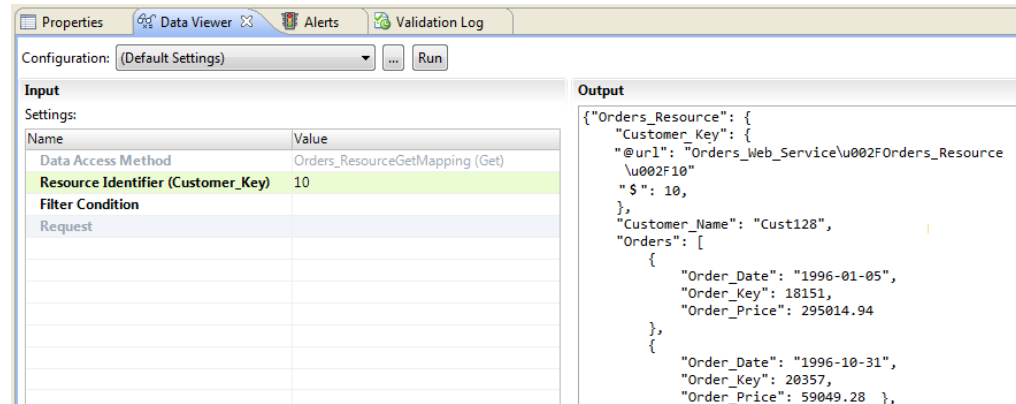 Properties Data Viewer Alerts Validation Log
Configuration: (Default Settings) ... Run
Input
Settings:
Name Value
Data Access Method Orders_ResourceGetMapping (Get)
Resource Identifier (Customer_Key) 10
Filter Condition
Request
Output
{"Orders_Resource": {
"Customer_Key": {
"@url": "Orders_Web_Service\u002FOrders_Resource
\u002F10"
"$": 10,
},
"Customer_Name": "Cust128",
"Orders": [
{
"Order_Date": "1996-01-05",
"Order_Key": 18151,
"Order_Price": 295014.94
},
{
"Order_Date": "1996-10-31",
"Order_Key": 20357,
"Order_Price": 59049.28 },